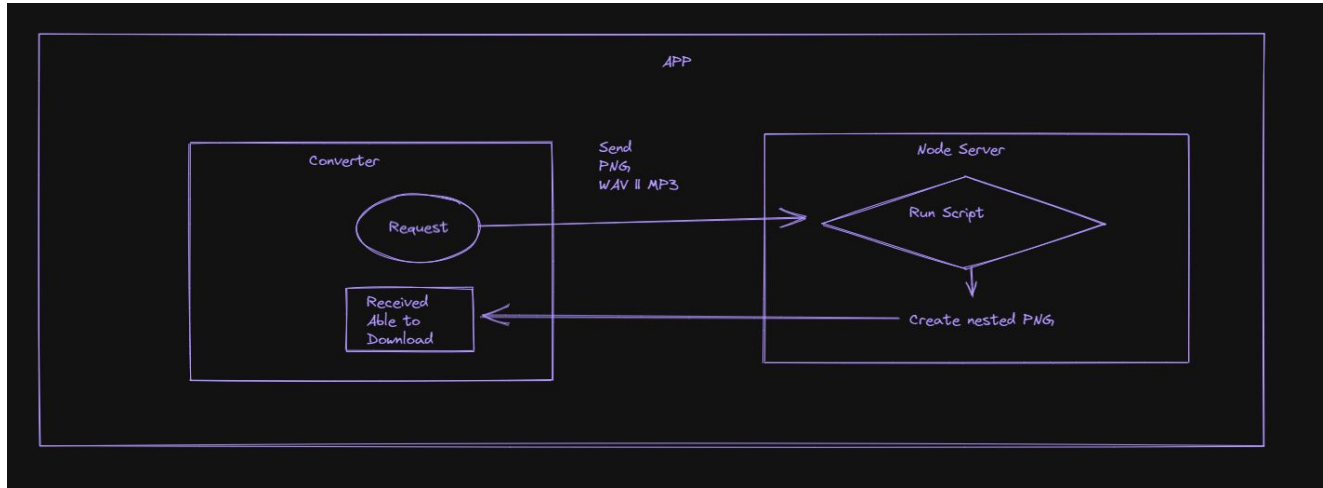 APP
Converter
Send
PNG
WAV || MP3
Node Server
Request
Run Script
Received
Able to
Download
Create nested PNG